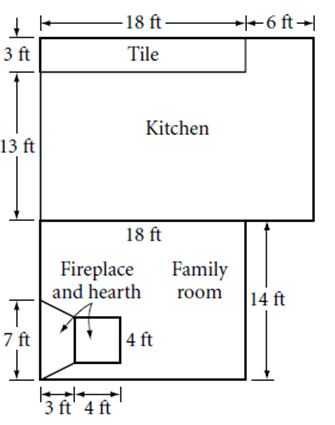 18 ft
6 ft
3 ft
Tile
Kitchen
13 ft
18 ft
Fireplace
and hearth
Family
room
14 ft
7 ft
4 ft
3 ft
4 ft